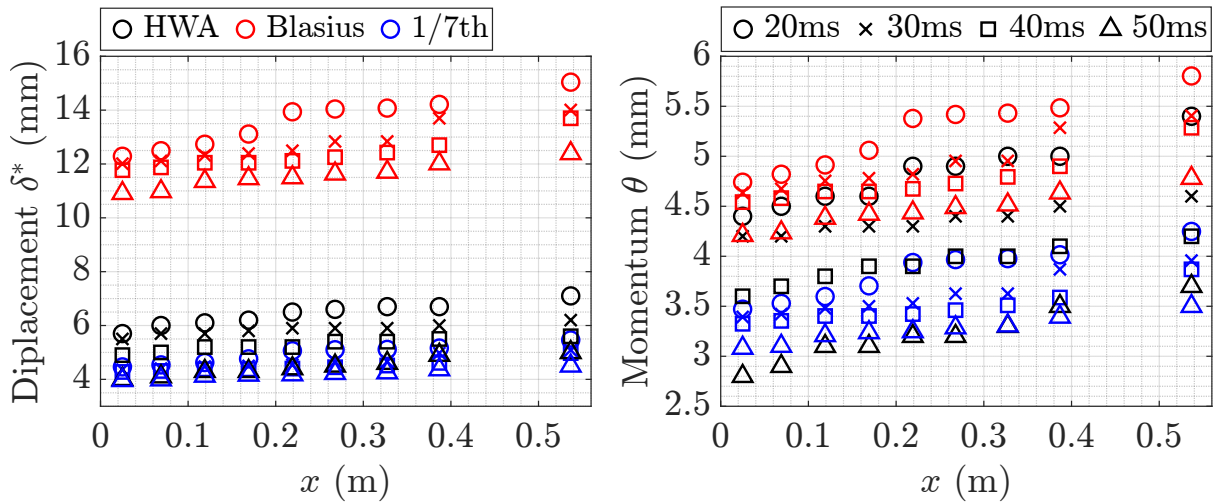 HWA Blasius 1/7th
16
14
12
10
8
6
4
0 0.1 0.2 0.3 0.4 0.5
x (m)
Diplacement δ* (mm)
20ms 30ms 40ms 50ms
6
5.5
5
4.5
4
3.5
3
2.5
0 0.1 0.2 0.3 0.4 0.5
x (m)
Momentum θ (mm)